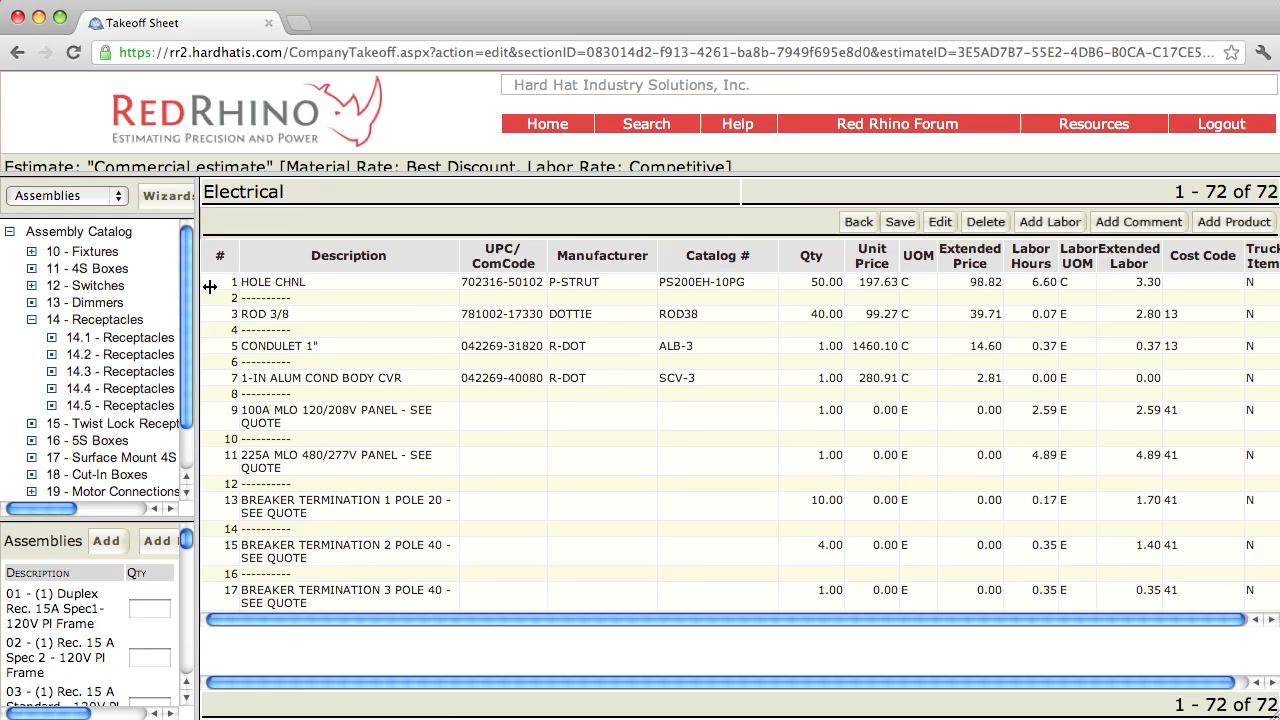 Takeoff Sheet
https://rr2.hardhatis.com/CompanyTakeoff.aspx?action=edit&sectionID=083014d2-f913-4261-ba8b-7949f695e8d0&estimateID=3E5AD7B7-55E2-4DB6-B0CA-C17CE5...
REDRHINO
ESTIMATING PRECISION AND POWER
Hard Hat Industry Solutions, Inc.
Home Search Help Red Rhino Forum Resources Logout
Estimate: "Commercial estimate" [Material Rate: Best Discount, Labor Rate: Competitive]
Assemblies Wizards
Assembly Catalog
10 - Fixtures
11 - 4S Boxes
12 - Switches
13 - Dimmers
14 - Receptacles
14.1 - Receptacles
14.2 - Receptacles
14.3 - Receptacles
14.4 - Receptacles
14.5 - Receptacles
15 - Twist Lock Recept
16 - 5S Boxes
17 - Surface Mount 4S
18 - Cut-In Boxes
19 - Motor Connections
Assemblies Add Add
DESCRIPTION QTY
01 - (1) Duplex
Rec. 15A Spec1-
120V Pl Frame
02 - (1) Rec. 15 A
Spec 2 - 120V Pl
Frame
03 - (1) Rec. 15 A
Standard - 120V Pl
Electrical 1 - 72 of 72
Back Save Edit Delete Add Labor Add Comment Add Product
# Description UPC/ ComCode Manufacturer Catalog # Qty Unit Price UOM Extended Price Labor Hours Labor UOM Extended Labor Cost Code Truck Item
1 HOLE CHNL 702316-50102 P-STRUT PS200EH-10PG 50.00 197.63 C 98.82 6.60 C 3.30 N
2 ----------
3 ROD 3/8 781002-17330 DOTTIE ROD38 40.00 99.27 C 39.71 0.07 E 2.80 13 N
4 ----------
5 CONDULET 1" 042269-31820 R-DOT ALB-3 1.00 1460.10 C 14.60 0.37 E 0.37 13 N
6 ----------
7 1-IN ALUM COND BODY CVR 042269-40080 R-DOT SCV-3 1.00 280.91 C 2.81 0.00 E 0.00 N
8 ----------
9 100A MLO 120/208V PANEL - SEE 1.00 0.00 E 0.00 2.59 E 2.59 41 N
QUOTE
10 ----------
11 225A MLO 480/277V PANEL - SEE 1.00 0.00 E 0.00 4.89 E 4.89 41 N
QUOTE
12 ----------
13 BREAKER TERMINATION 1 POLE 20 - 10.00 0.00 E 0.00 0.17 E 1.70 41 N
SEE QUOTE
14 ----------
15 BREAKER TERMINATION 2 POLE 40 - 4.00 0.00 E 0.00 0.35 E 1.40 41 N
SEE QUOTE
16 ----------
17 BREAKER TERMINATION 3 POLE 40 - 1.00 0.00 E 0.00 0.35 E 0.35 41 N
SEE QUOTE
1 - 72 of 72